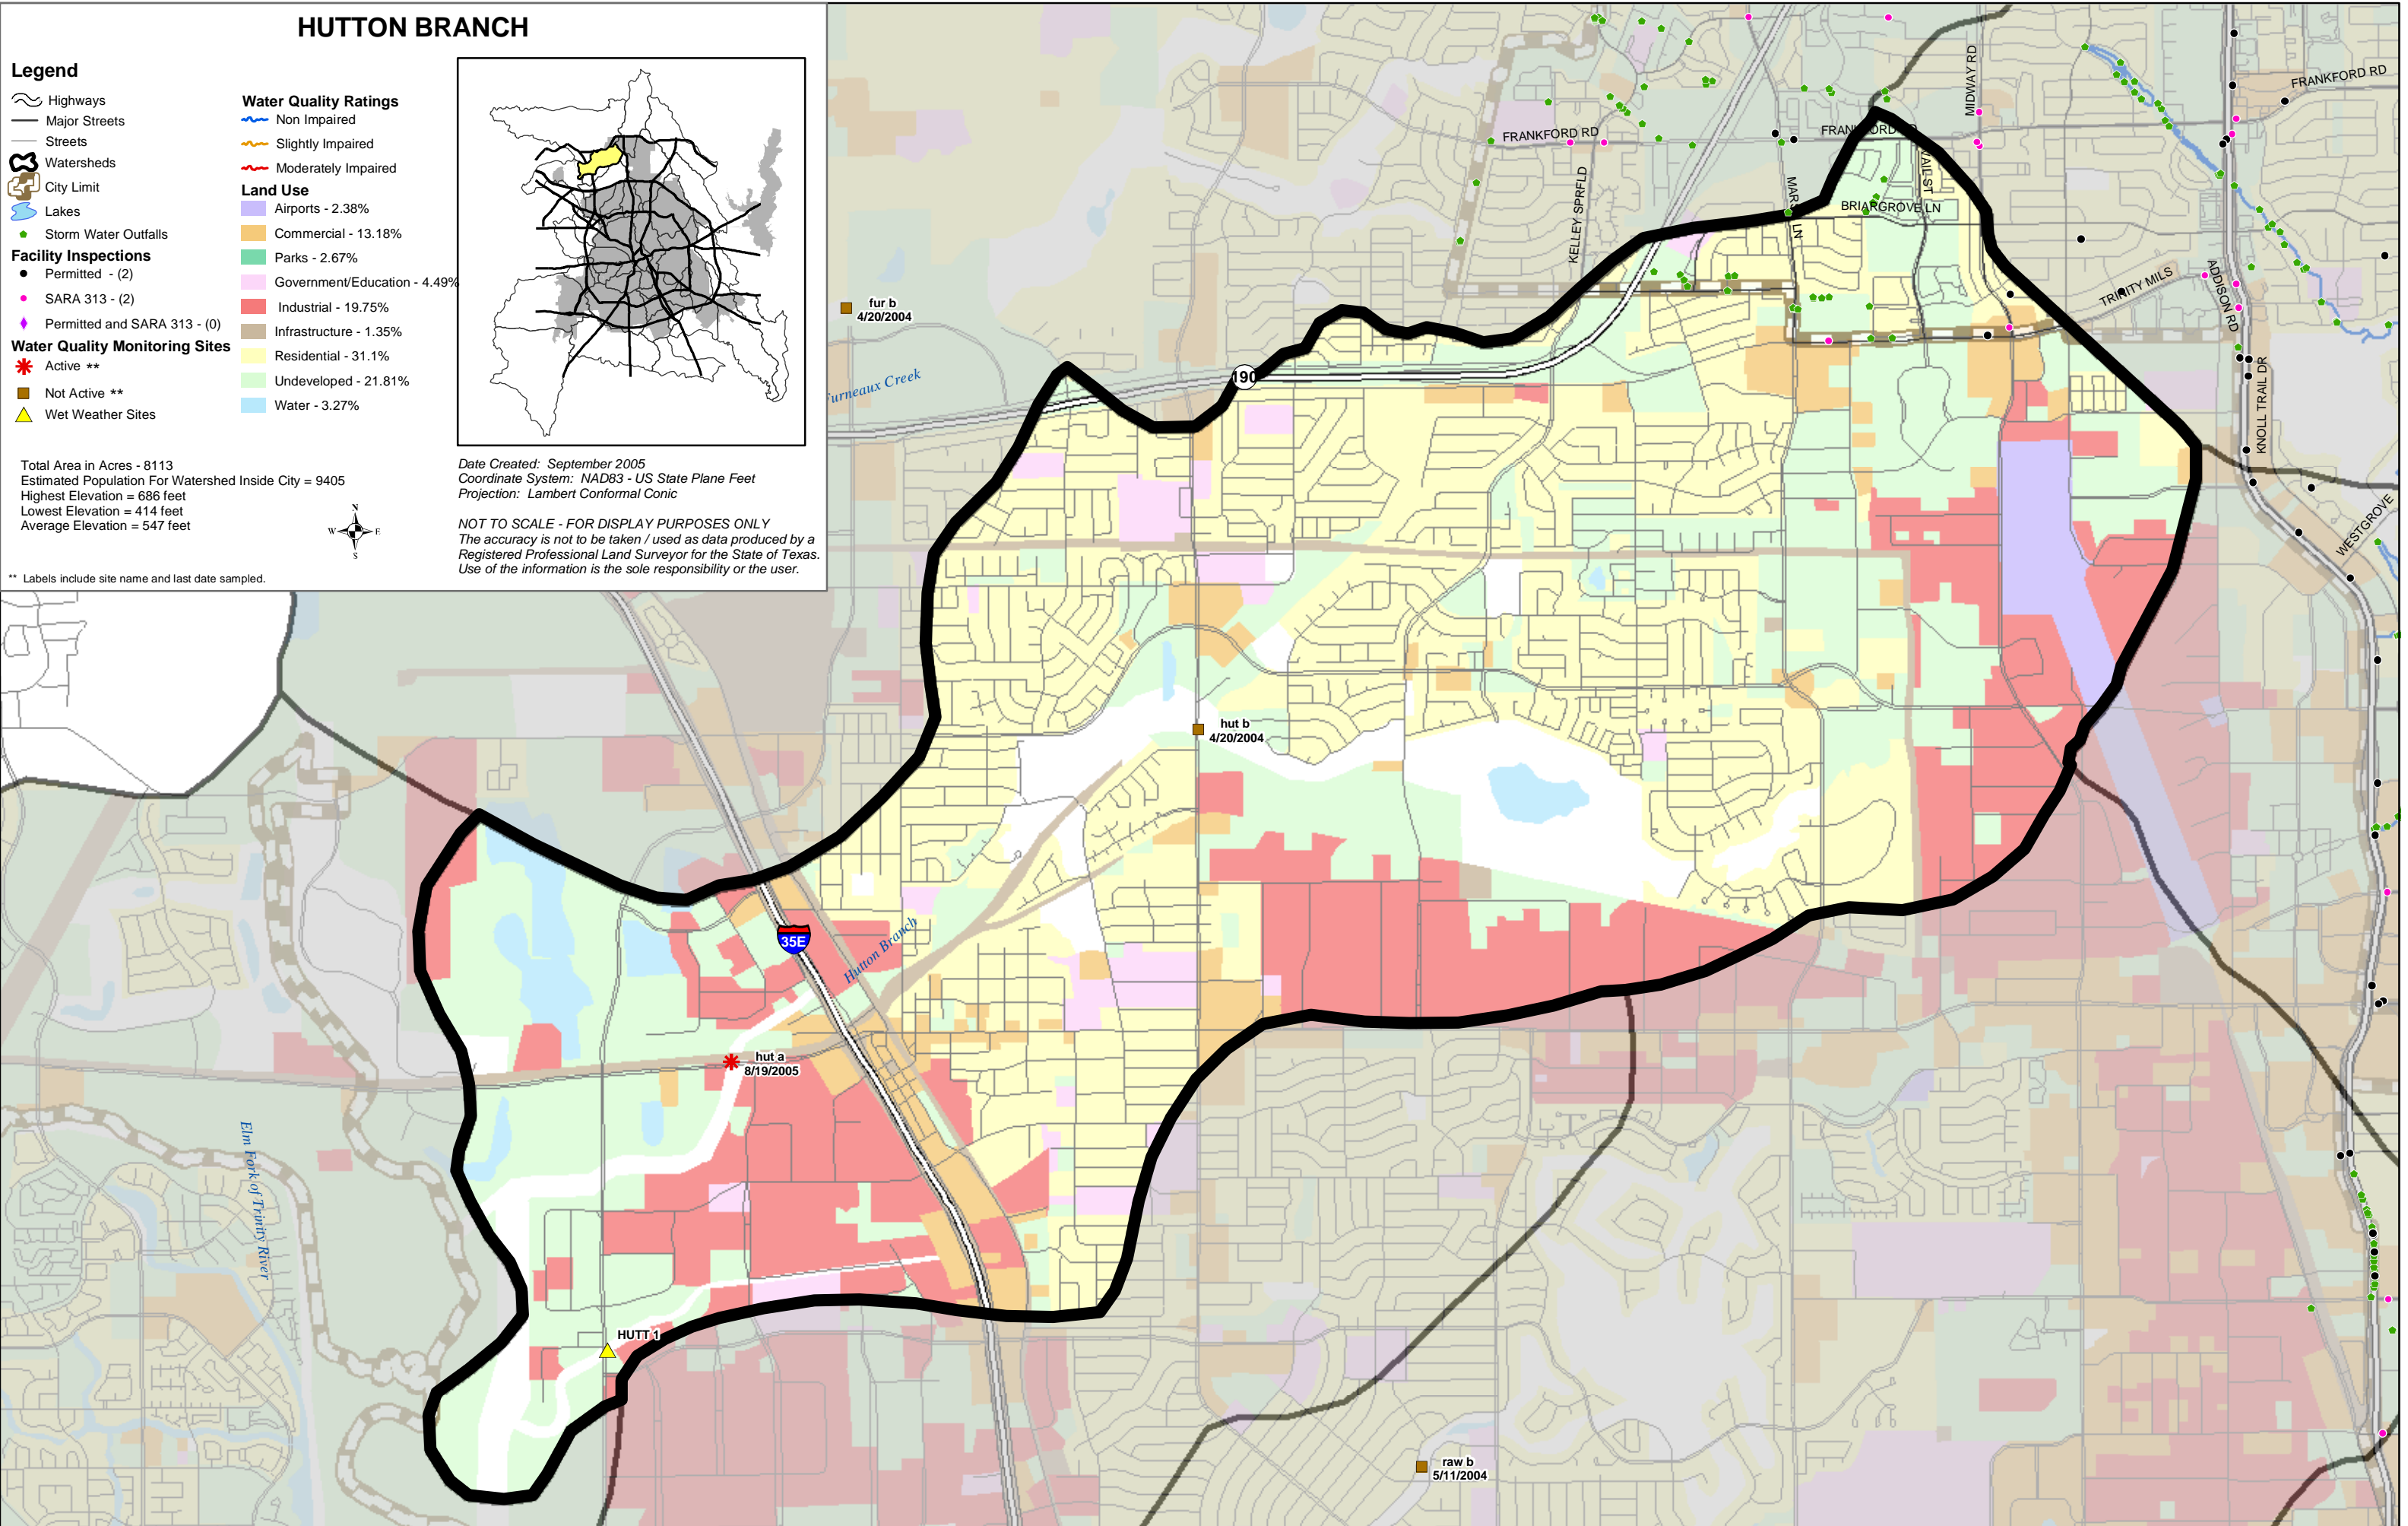 HUTTON BRANCH
Legend
Highways
Major Streets
Streets
Watersheds
City Limit
Lakes
Storm Water Outfalls
Facility Inspections
Permitted - (2)
SARA 313 - (2)
Permitted and SARA 313 - (0)
Water Quality Monitoring Sites
Active **
Not Active **
Wet Weather Sites
Water Quality Ratings
Non Impaired
Slightly Impaired
Moderately Impaired
Land Use
Airports - 2.38%
Commercial - 13.18%
Parks - 2.67%
Government/Education - 4.49%
Industrial - 19.75%
Infrastructure - 1.35%
Residential - 31.1%
Undeveloped - 21.81%
Water - 3.27%
Total Area in Acres - 8113
Estimated Population For Watershed Inside City = 9405
Highest Elevation = 686 feet
Lowest Elevation = 414 feet
Average Elevation = 547 feet
N
W
E
S
** Labels include site name and last date sampled.
Date Created: September 2005
Coordinate System: NAD83 - US State Plane Feet
Projection: Lambert Conformal Conic
NOT TO SCALE - FOR DISPLAY PURPOSES ONLY
The accuracy is not to be taken / used as data produced by a
Registered Professional Land Surveyor for the State of Texas.
Use of the information is the sole responsibility or the user.
FRANKFORD RD
MIDWAY RD
FRANKFORD RD
KELLEY SPRFLD
LN
VAIL ST
BRIARGROVE LN
TRINITY MILS
ADDISON RD
KNOLL TRAIL DR
WESTGROVE
fur b
4/20/2004
190
Creek
hut b
4/20/2004
35E
Hutton Branch
hut a
8/19/2005
Elm Fork of Trinity River
HUTT 1
raw b
5/11/2004